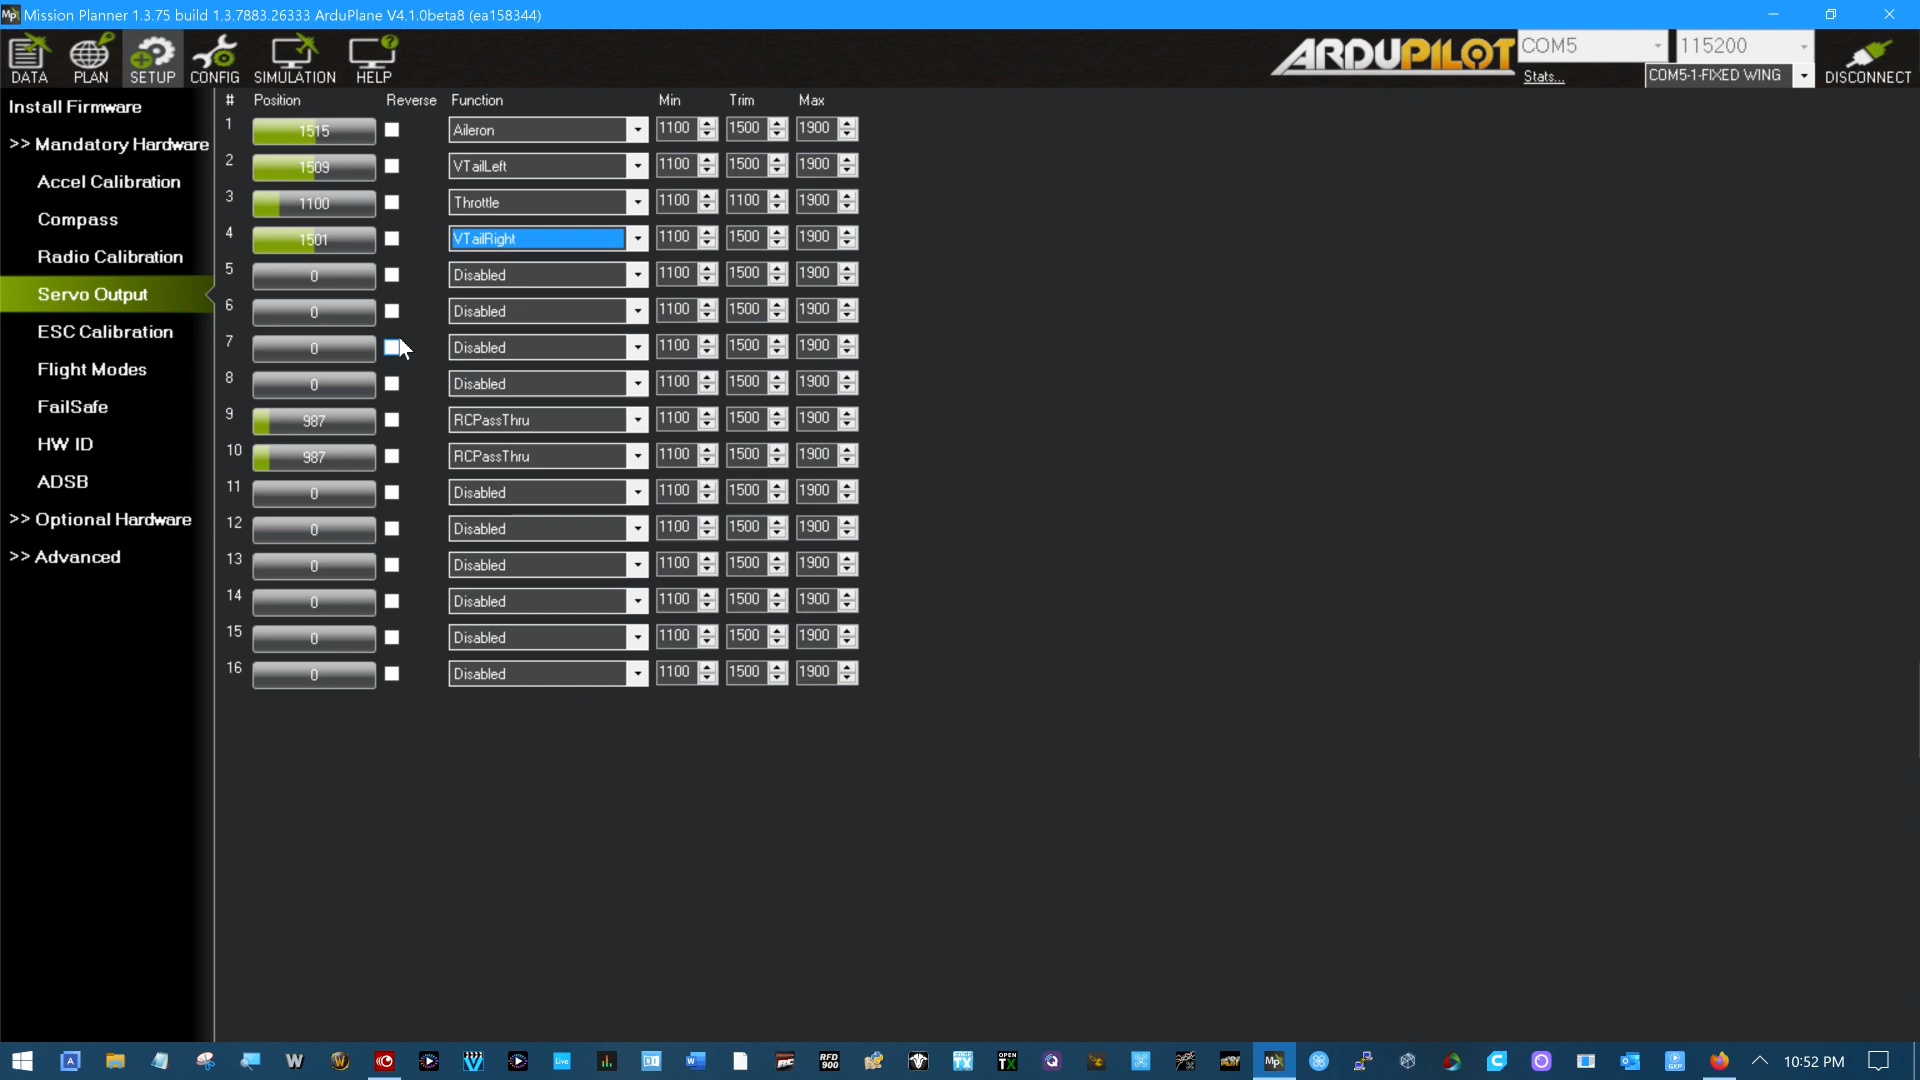 Mission Planner 1.3.75 build 1.3.7883.26333 ArduPlane V4.1.0beta8 (ea158344)
DATA PLAN SETUP CONFIG SIMULATION HELP
ARDUPILOT
COM5 115200
Stats... COM5-1-FIXED WING DISCONNECT
Install Firmware
>> Mandatory Hardware
Accel Calibration
Compass
Radio Calibration
Servo Output
ESC Calibration
Flight Modes
FailSafe
HW ID
ADSB
>> Optional Hardware
>> Advanced
# Position Reverse Function Min Trim Max
1 1515 Aileron 1100 1500 1900
2 1509 VTailLeft 1100 1500 1900
3 1100 Throttle 1100 1100 1900
4 1501 VTailRight 1100 1500 1900
5 0 Disabled 1100 1500 1900
6 0 Disabled 1100 1500 1900
7 0 Disabled 1100 1500 1900
8 0 Disabled 1100 1500 1900
9 987 RCPassThru 1100 1500 1900
10 987 RCPassThru 1100 1500 1900
11 0 Disabled 1100 1500 1900
12 0 Disabled 1100 1500 1900
13 0 Disabled 1100 1500 1900
14 0 Disabled 1100 1500 1900
15 0 Disabled 1100 1500 1900
16 0 Disabled 1100 1500 1900
10:52 PM